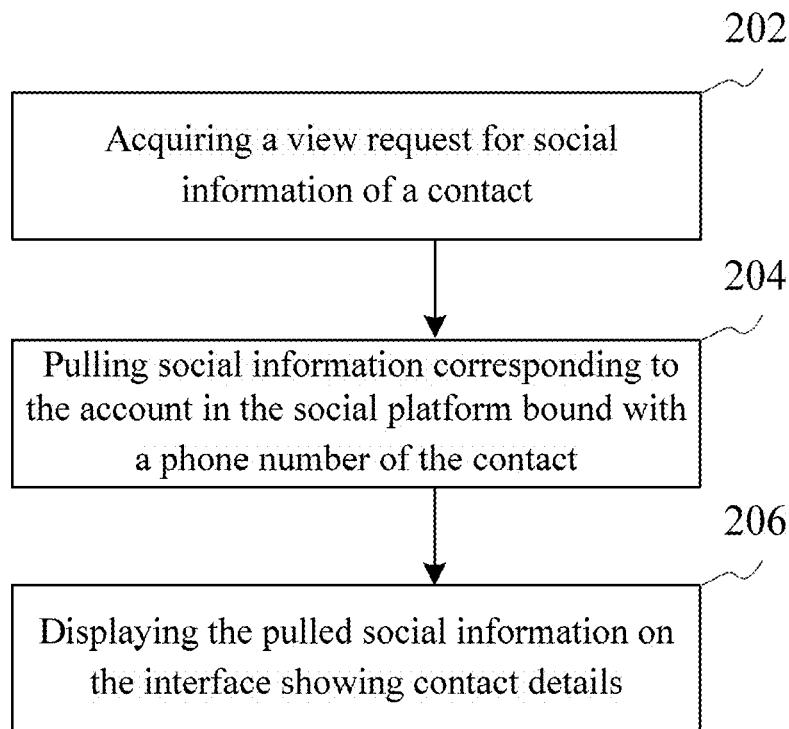 202
Acquiring a view request for social
information of a contact
204
Pulling social information corresponding to
the account in the social platform bound with
a phone number of the contact
206
Displaying the pulled social information on
the interface showing contact details